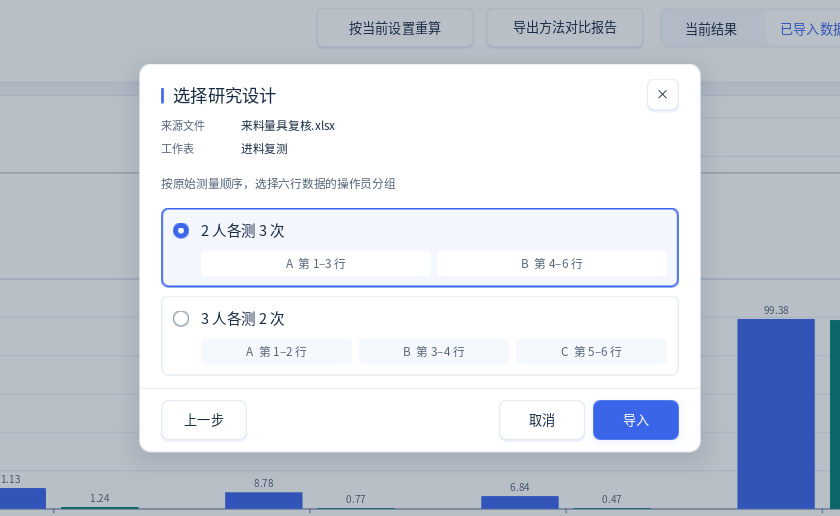 按当前设置重算 导出方法对比报告 当前结果 已导入数据
选择研究设计 ×
来源文件 来料量具复核.xlsx
工作表 进料复测
按原始测量顺序，选择六行数据的操作员分组
2 人各测 3 次
A 第 1–3 行 B 第 4–6 行
3 人各测 2 次
A 第 1–2 行 B 第 3–4 行 C 第 5–6 行
上一步 取消 导入
99.38
1.13 1.24 8.78 0.77 6.84 0.47